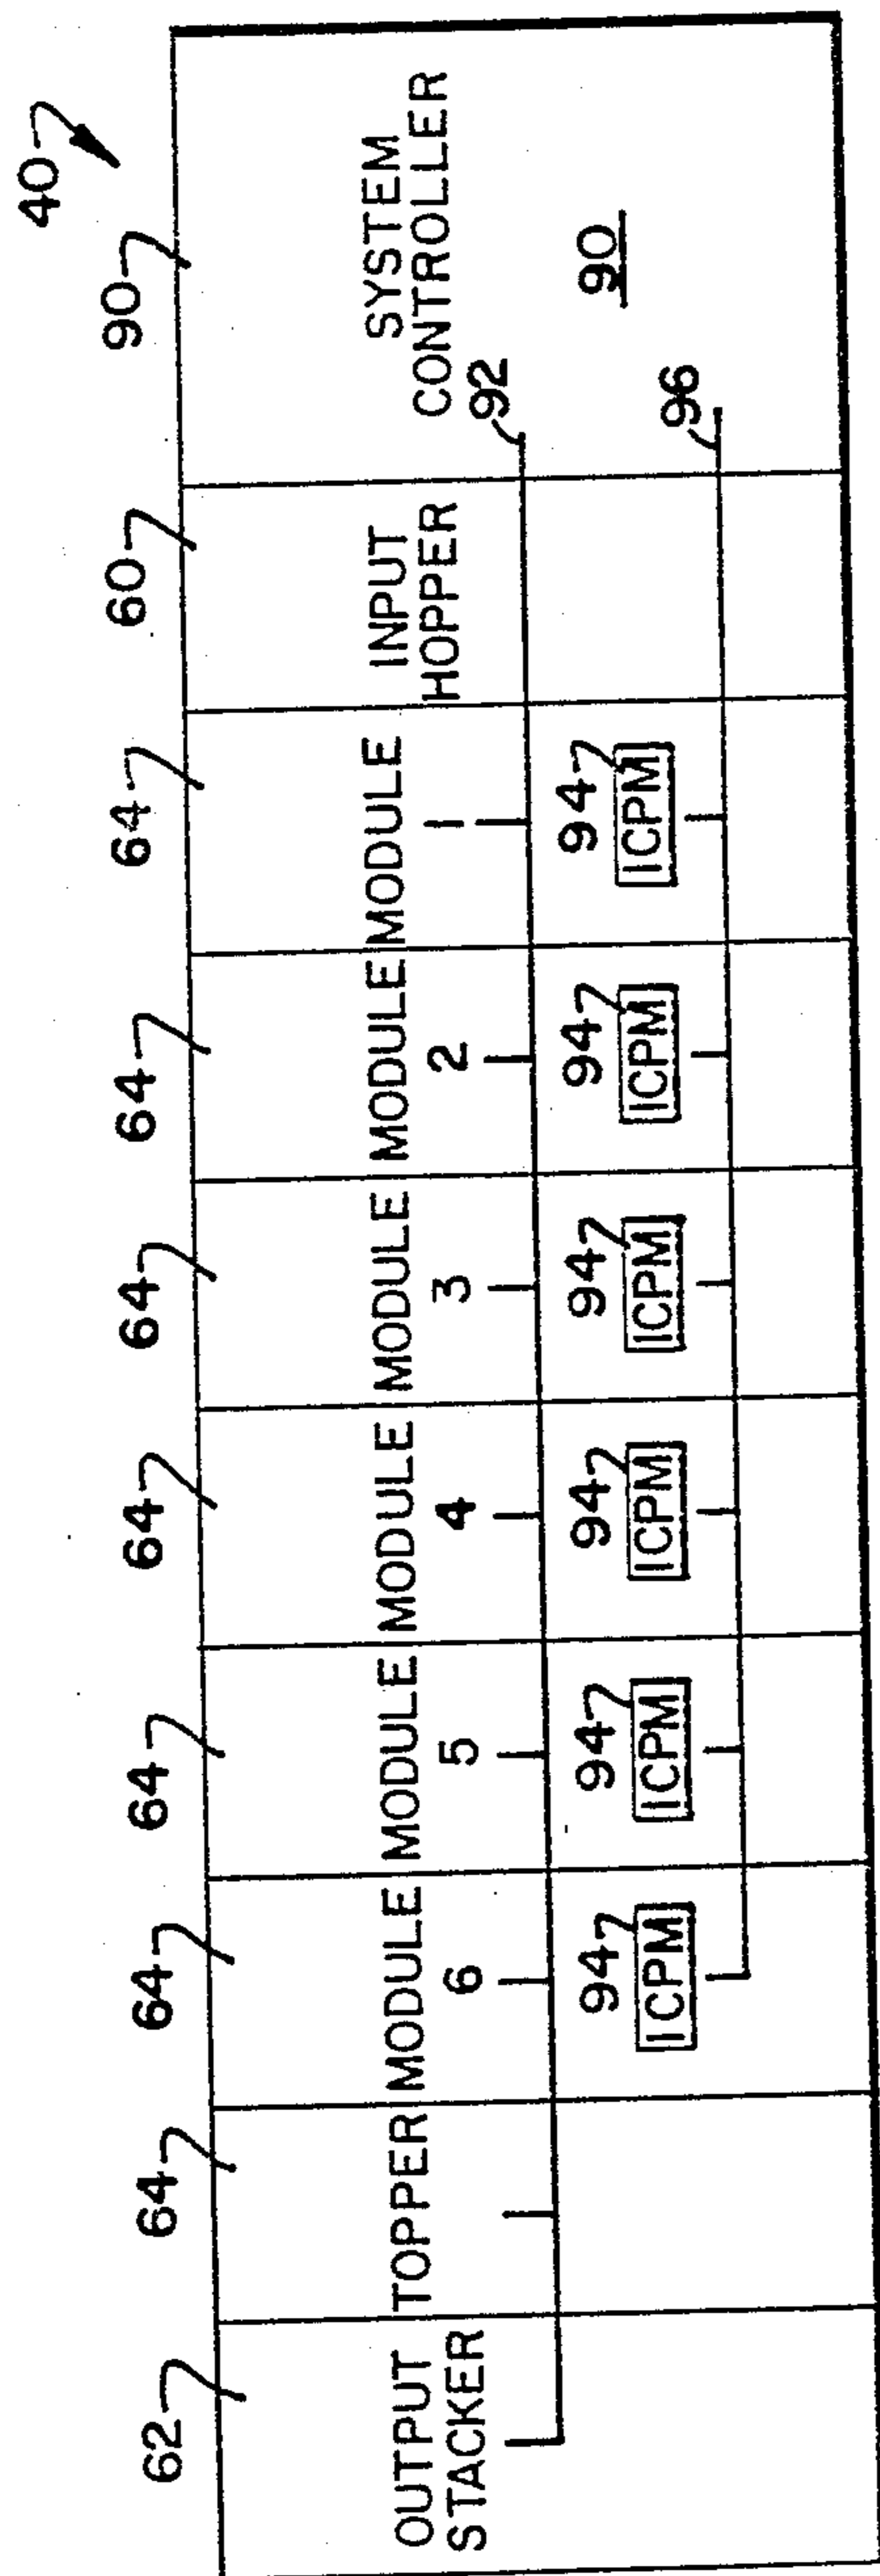 40
62 64 64 64 64 64 64 64 60 90
OUTPUT STACKER
TOPPER
MODULE 6
MODULE 5
MODULE 4
MODULE 3
MODULE 2
MODULE 1
INPUT HOPPER
SYSTEM CONTROLLER
92
90
94 94 94 94 94 94
ICPM ICPM ICPM ICPM ICPM ICPM
96